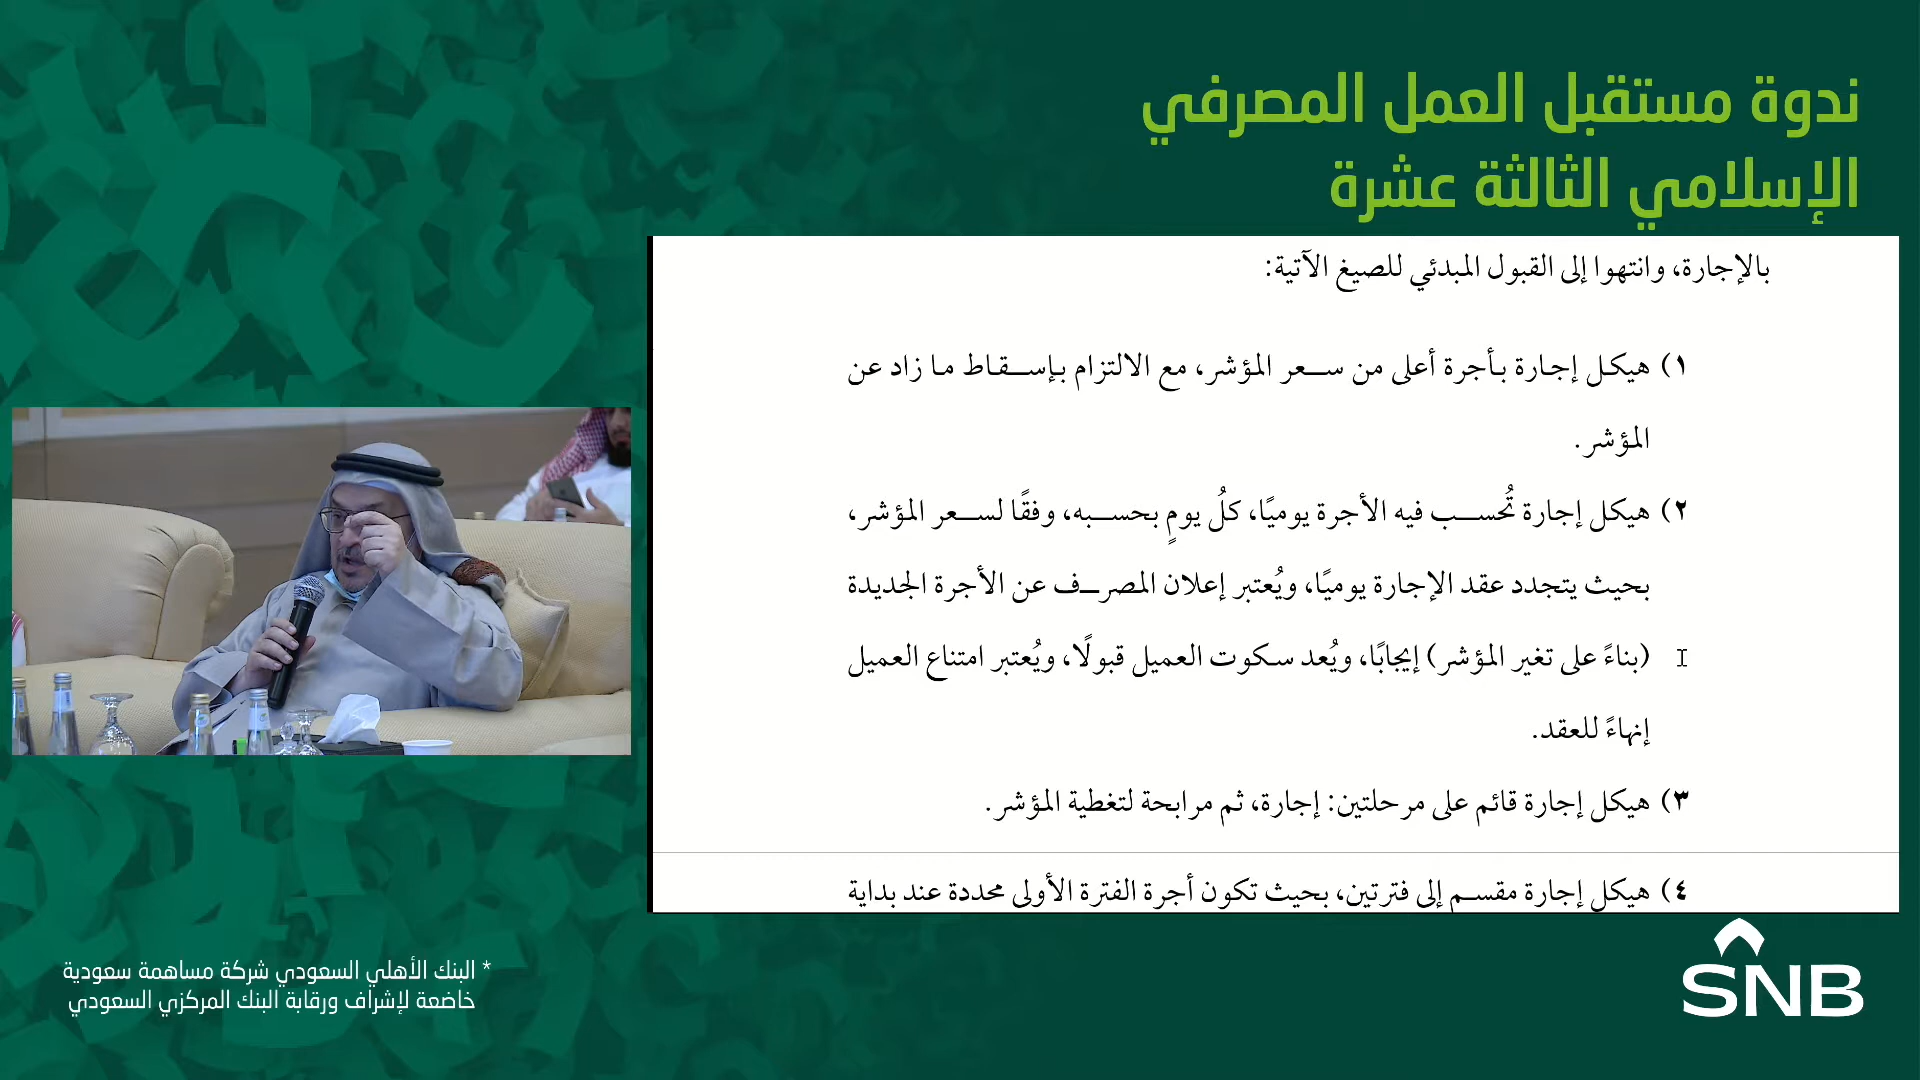 ندوة مستقبل العمل المصرفي
الإسلامي الثالثة عشرة
بالإجارة، وانتهوا إلى القبول المبدئي للصيغ الآتية:
١) هيكل إجارة بأجرة أعلى من سعر المؤشر، مع الالتزام بإسقاط ما زاد عن
المؤشر.
٢) هيكل إجارة تُحسب فيه الأجرة يوميًا، كلُ يومٍ بحسبه، وفقًا لسعر المؤشر،
بحيث يتجدد عقد الإجارة يوميًا، ويُعتبر إعلان المصرف عن الأجرة الجديدة
(بناءً على تغير المؤشر) إيجابًا، ويُعد سكوت العميل قبولًا، ويُعتبر امتناع العميل
إنهاءً للعقد.
٣) هيكل إجارة قائم على مرحلتين: إجارة، ثم مرابحة لتغطية المؤشر.
٤) هيكل إجارة مقسم إلى فترتين، بحيث تكون أجرة الفترة الأولى محددة عند بداية
* البنك الأهلي السعودي شركة مساهمة سعودية
خاضعة لإشراف ورقابة البنك المركزي السعودي
SNB